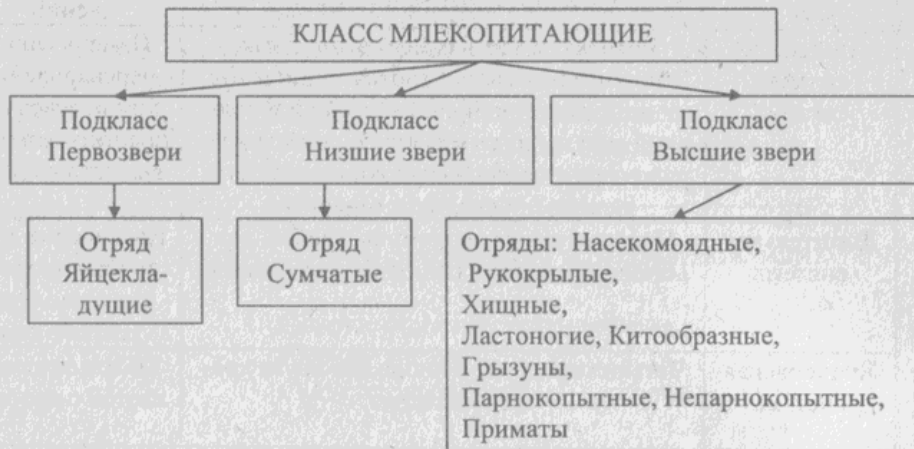 КЛАСС МЛЕКОПИТАЮЩИЕ
Подкласс
Первозвери
Подкласс
Низшие звери
Подкласс
Высшие звери
Отряд
Яйцекла-
дущие
Отряд
Сумчатые
Отряды: Насекомоядные,
Рукокрылые,
Хищные,
Ластоногие, Китообразные,
Грызуны,
Парнокопытные, Непарнокопытные,
Приматы